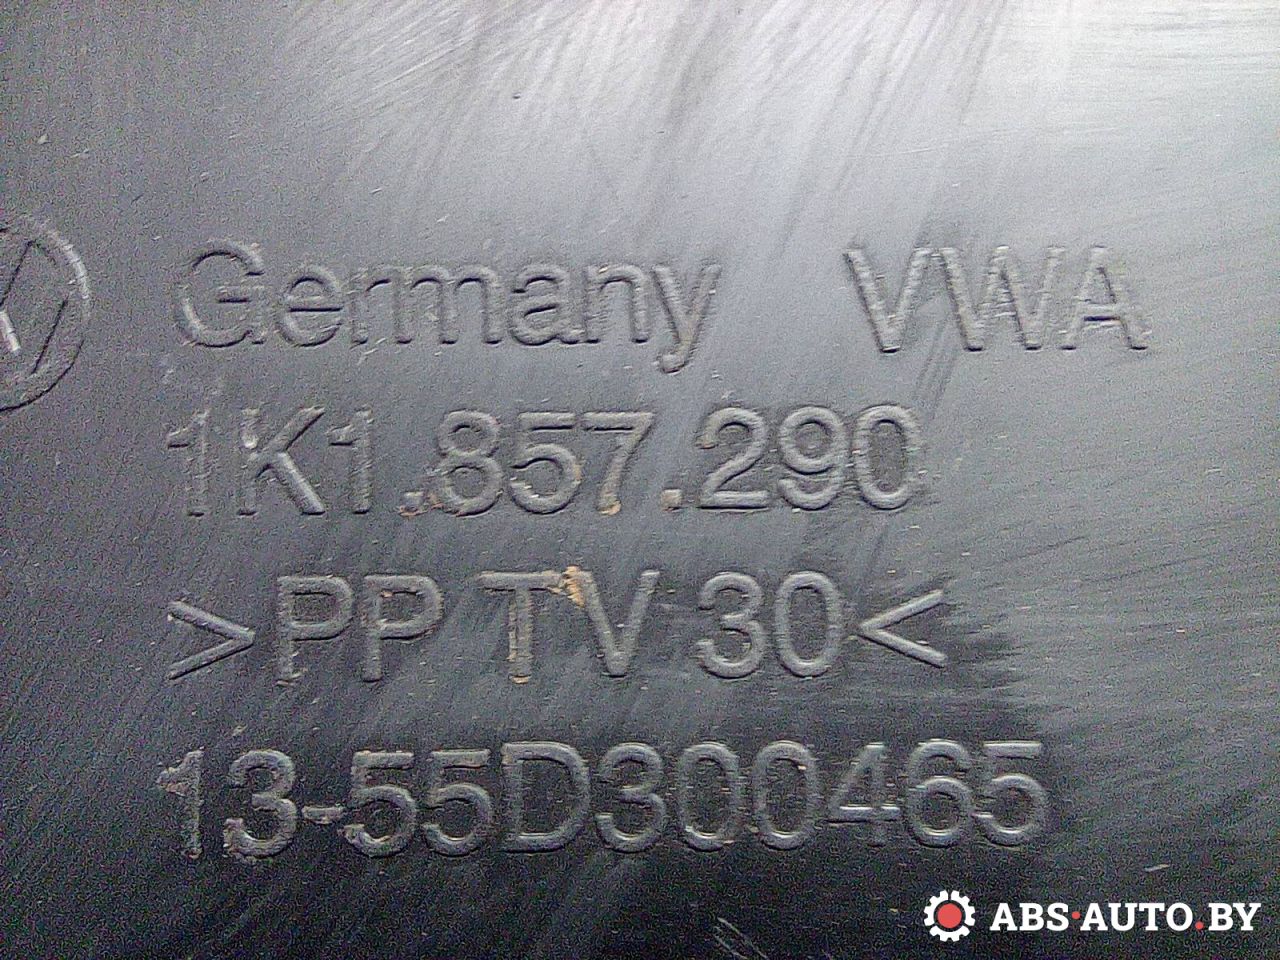 Germany VWA
1K1.857.290
>PP TV 30<
13-55D300465
ABS·AUTO.BY